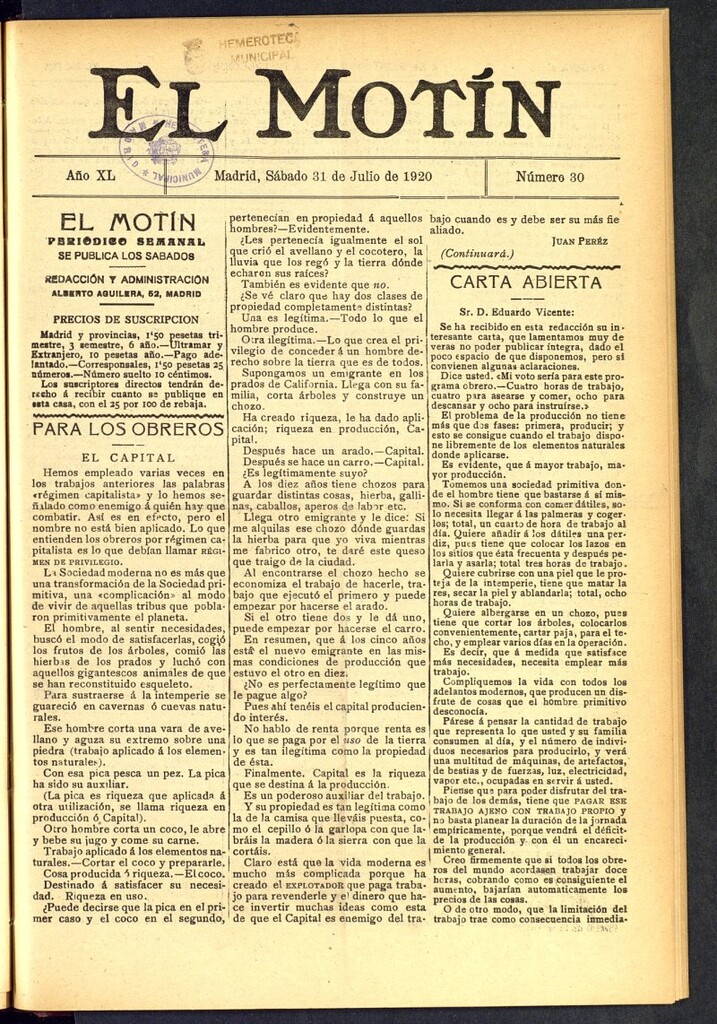 HEMEROTECA
MUNICIPAL
EL MOTÍN
Año XL
Madrid, Sábado 31 de Julio de 1920
Número 30
EL MOTÍN
PERIÓDICO SEMANAL
SE PUBLICA LOS SABADOS
REDACCIÓN Y ADMINISTRACIÓN
ALBERTO AGUILERA, 52, MADRID
PRECIOS DE SUSCRIPCION
Madrid y provincias, 1'50 pesetas tri-
mestre, 3 semestre, 6 año.—Ultramar y
Extranjero, 10 pesetas año.—Pago ade-
lantado.—Corresponsales, 1'50 pesetas 25
números.—Número suelto 10 céntimos.
Los suscriptores directos tendrán de-
recho á recibir cuanto se publique en
esta casa, con el 25 por 100 de rebaja.
PARA LOS OBREROS
EL CAPITAL
Hemos empleado varias veces en
los trabajos anteriores las palabras
«régimen capitalista» y lo hemos se-
ñalado como enemigo á quién hay que
combatir. Así es en efecto, pero el
nombre no está bien aplicado. Lo que
entienden los obreros por régimen ca-
pitalista es lo que debían llamar RÉGI-
MEN DE PRIVILEGIO.
La Sociedad moderna no es más que
una transformación de la Sociedad pri-
mitiva, una «complicación» al modo
de vivir de aquellas tribus que pobla-
ron primitivamente el planeta.
El hombre, al sentir necesidades,
buscó el modo de satisfacerlas, cogió
los frutos de los árboles, comió las
hierbas de los prados y luchó con
aquellos gigantescos animales de que
se han reconstituido esqueleto.
Para sustraerse á la intemperie se
guareció en cavernas ó cuevas natu-
rales.
Ese hombre corta una vara de ave-
llano y aguza su extremo sobre una
piedra (trabajo aplicado á los elemen-
tos naturales).
Con esa pica pesca un pez. La pica
ha sido su auxiliar.
(La pica es riqueza que aplicada á
otra utilización, se llama riqueza en
producción ó Capital).
Otro hombre corta un coco, le abre
y bebe su jugo y come su carne.
Trabajo aplicado á los elementos na-
turales.—Cortar el coco y prepararle.
Cosa producida ó riqueza.—El coco.
Destinado á satisfacer su necesi-
dad. Riqueza en uso.
¿Puede decirse que la pica en el pri-
mer caso y el coco en el segundo,
pertenecían en propiedad á aquellos
hombres?—Evidentemente.
¿Les pertenecía igualmente el sol
que crió el avellano y el cocotero, la
lluvia que los regó y la tierra dónde
echaron sus raíces?
También es evidente que no.
¿Se vé claro que hay dos clases de
propiedad completamente distintas?
Una es legítima.—Todo lo que el
hombre produce.
Otra ilegítima.—Lo que crea el pri-
vilegio de conceder á un hombre de-
recho sobre la tierra que es de todos.
Supongamos un emigrante en los
prados de California. Llega con su fa-
milia, corta árboles y construye un
chozo.
Ha creado riqueza, le ha dado apli-
cación; riqueza en producción, Ca-
pital.
Después hace un arado.—Capital.
Después se hace un carro.—Capital.
¿Es legítimamente suyo?
A los diez años tiene chozos para
guardar distintas cosas, hierba, galli-
nas, caballos, aperos de labor etc.
Llega otro emigrante y le dice: Si
me alquilas ese chozo dónde guardas
la hierba para que yo viva mientras
me fabrico otro, te daré este queso
que traigo de la ciudad.
Al encontrarse el chozo hecho se
economiza el trabajo de hacerle, tra-
bajo que ejecutó el primero y puede
empezar por hacerse el arado.
Si el otro tiene dos y le dá uno,
puede empezar por hacerse el carro.
En resumen, que á los cinco años
está el nuevo emigrante en las mis-
mas condiciones de producción que
estuvo el otro en diez.
¿No es perfectamente legítimo que
le pague algo?
Pues ahí tenéis el capital producien-
do interés.
No hablo de renta porque renta es
lo que se paga por el uso de la tierra
y es tan ilegítima como la propiedad
de ésta.
Finalmente. Capital es la riqueza
que se destina á la producción.
Es un poderoso auxiliar del trabajo.
Y su propiedad es tan legítima como
la de la camisa que lleváis puesta, co-
mo el cepillo ó la garlopa con que la-
bráis la madera ó la sierra con que la
cortáis.
Claro está que la vida moderna es
mucho más complicada porque ha
creado el EXPLOTADOR que paga traba-
jo para revenderle y el dinero que ha-
ce invertir muchas ideas como esta
de que el Capital es enemigo del tra-
bajo cuando es y debe ser su más fie
aliado.
JUAN PERÉZ
(Continuará.)
CARTA ABIERTA
Sr. D. Eduardo Vicente:
Se ha recibido en esta redacción su in-
teresante carta, que lamentamos muy de
veras no poder publicar íntegra, dado el
poco espacio de que disponemos, pero sí
convienen algunas aclaraciones.
Dice usted. «Mi voto sería para este pro-
grama obrero.—Cuatro horas de trabajo,
cuatro para asearse y comer, ocho para
descansar y ocho para instruirse.»
El problema de la producción no tiene
más que dos fases: primera, producir; y
esto se consigue cuando el trabajo dispo-
ne libremente de los elementos naturales
donde aplicarse.
Es evidente, que á mayor trabajo, ma-
yor producción.
Tomemos una sociedad primitiva don-
de el hombre tiene que bastarse á sí mis-
mo. Si se conforma con comer dátiles, so-
lo necesita llegar á las palmeras y coger-
los; total, un cuarto de hora de trabajo al
día. Quiere añadir á los dátiles una per-
diz, pues tiene que colocar los lazos en
los sitios que ésta frecuenta y después pe-
larla y asarla; total tres horas de trabajo.
Quiere cubrirse con una piel que le pro-
teja de la intemperie, tiene que matar la
res, secar la piel y ablandarla; total, ocho
horas de trabajo.
Quiere albergarse en un chozo, pues
tiene que cortar los árboles, colocarlos
convenientemente, cartar paja, para el te-
cho, y emplear varios días en la operación.
Es decir, que á medida que satisface
más necesidades, necesita emplear más
trabajo.
Compliquemos la vida con todos los
adelantos modernos, que producen un dis-
frute de cosas que el hombre primitivo
desconocía.
Párese á pensar la cantidad de trabajo
que representa lo que usted y su familia
consumen al día, y el número de indivi-
duos necesarios para producirlo, y verá
una multitud de máquinas, de artefactos,
de bestias y de fuerzas, luz, electricidad,
vapor etc., ocupadas en servir á usted.
Piense que para poder disfrutar del tra-
bajo de los demás, tiene que PAGAR ESE
TRABAJO AJENO CON TRABAJO PROPIO y no
basta planear la duración de la jornada
empíricamente, porque vendrá el déficit
de la producción y con él un encareci-
miento general.
Creo firmemente que si todos los obre-
ros del mundo acordasen trabajar doce
horas, cobrando como es consiguiente el
aumento, bajarían automáticamente los
precios de las cosas.
O de otro modo, que la limitación del
trabajo trae como consecuencia inmedia-